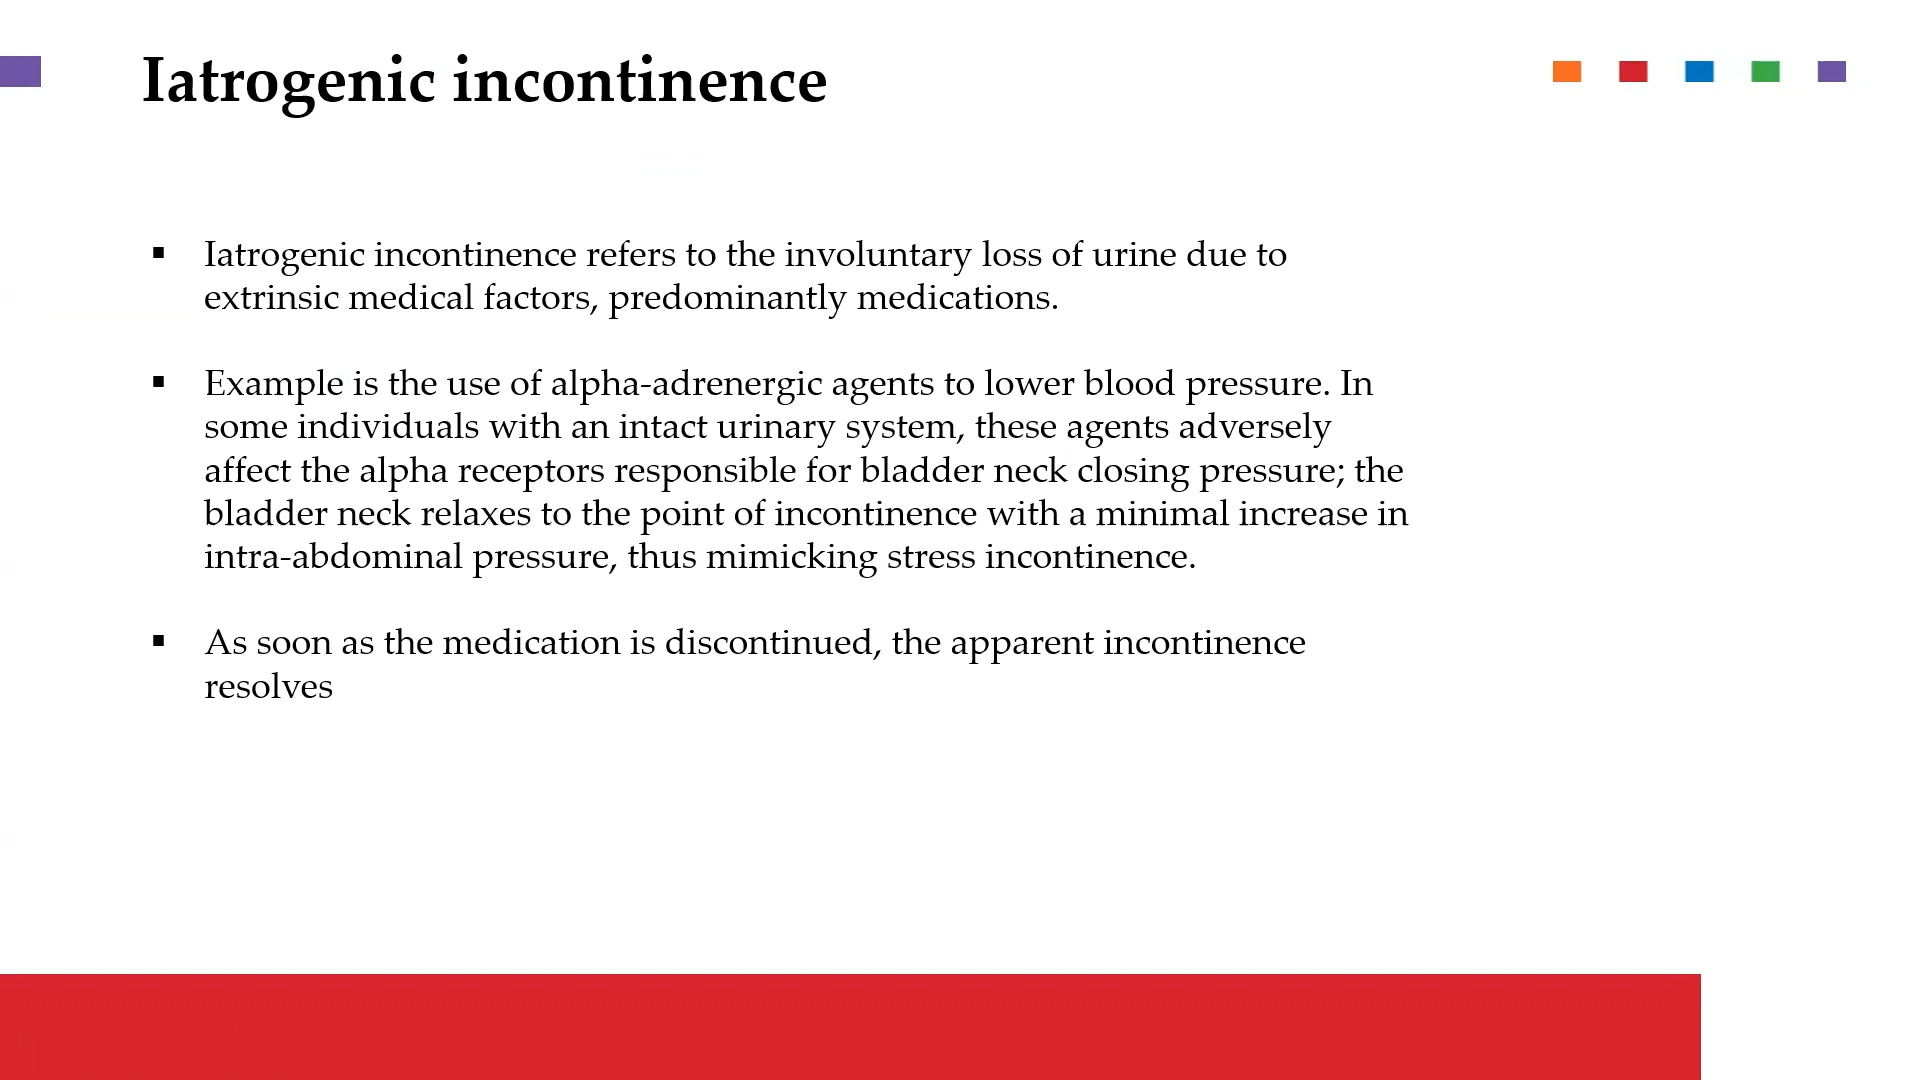 Iatrogenic incontinence
▪ Iatrogenic incontinence refers to the involuntary loss of urine due to
extrinsic medical factors, predominantly medications.
▪ Example is the use of alpha-adrenergic agents to lower blood pressure. In
some individuals with an intact urinary system, these agents adversely
affect the alpha receptors responsible for bladder neck closing pressure; the
bladder neck relaxes to the point of incontinence with a minimal increase in
intra-abdominal pressure, thus mimicking stress incontinence.
▪ As soon as the medication is discontinued, the apparent incontinence
resolves